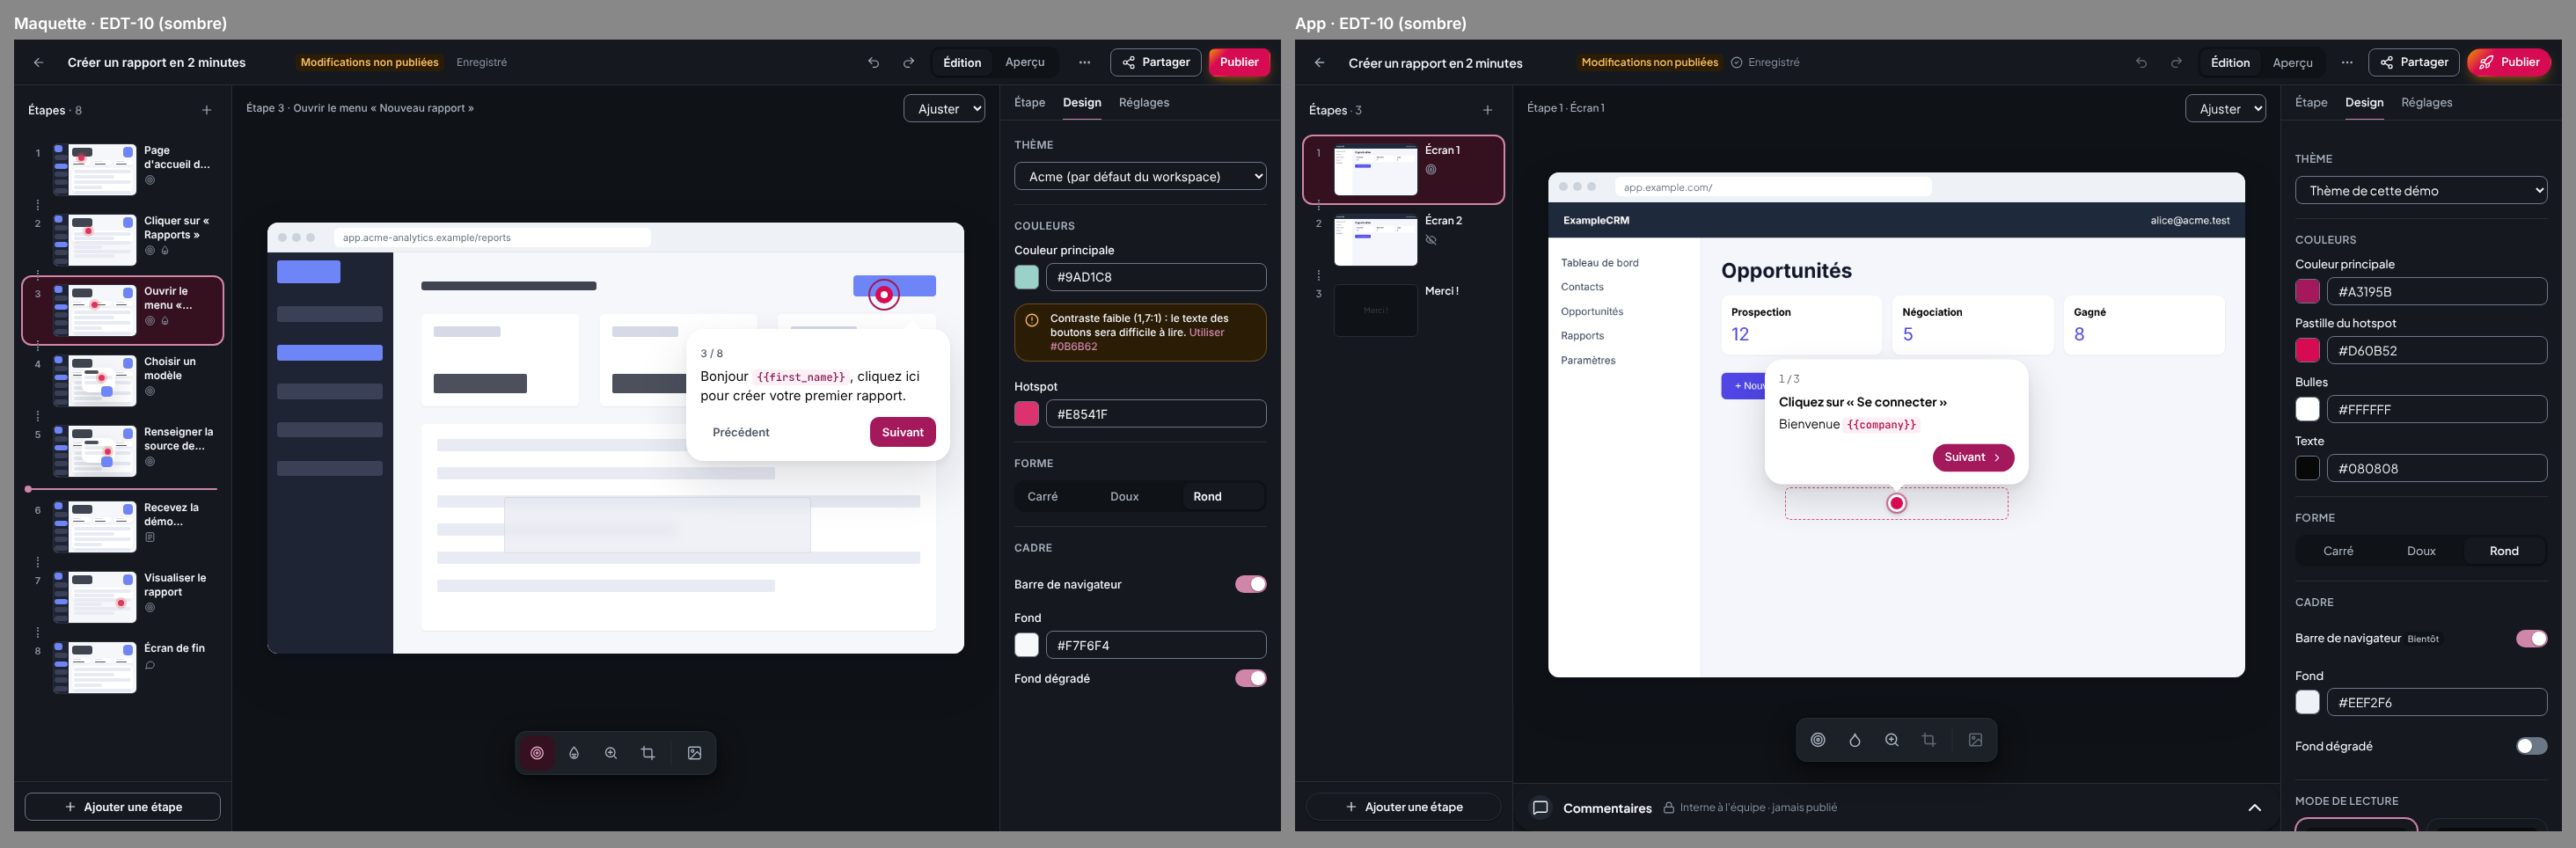 Maquette · EDT-10 (sombre)
Créer un rapport en 2 minutes
Modifications non publiées
Enregistré
Édition
Aperçu
Partager
Publier
Étapes · 8
1
Page
d'accueil d...
2
Cliquer sur «
Rapports »
3
Ouvrir le
menu «...
4
Choisir un
modèle
5
Renseigner la
source de...
6
Recevez la
démo...
7
Visualiser le
rapport
8
Écran de fin
Ajouter une étape
Étape 3 · Ouvrir le menu « Nouveau rapport »
Ajuster
app.acme-analytics.example/reports
3 / 8
Bonjour {{first_name}}, cliquez ici
pour créer votre premier rapport.
Précédent
Suivant
Étape
Design
Réglages
THÈME
Acme (par défaut du workspace)
COULEURS
Couleur principale
#9AD1C8
Contraste faible (1,7:1) : le texte des
boutons sera difficile à lire. Utiliser
#0B6B62
Hotspot
#E8541F
FORME
Carré
Doux
Rond
CADRE
Barre de navigateur
Fond
#F7F6F4
Fond dégradé
App · EDT-10 (sombre)
Créer un rapport en 2 minutes
Modifications non publiées
Enregistré
Édition
Aperçu
Partager
Publier
Étapes · 3
1
Écran 1
2
Écran 2
3
Merci !
Merci !
Ajouter une étape
Étape 1 · Écran 1
Ajuster
app.example.com/
ExampleCRM
alice@acme.test
Tableau de bord
Contacts
Opportunités
Rapports
Paramètres
Opportunités
Prospection
12
Négociation
5
Gagné
8
+ Nouv
1 / 3
Cliquez sur « Se connecter »
Bienvenue {{company}}
Suivant
Commentaires
Interne à l'équipe · jamais publié
Étape
Design
Réglages
THÈME
Thème de cette démo
COULEURS
Couleur principale
#A3195B
Pastille du hotspot
#D60B52
Bulles
#FFFFFF
Texte
#080808
FORME
Carré
Doux
Rond
CADRE
Barre de navigateur
Bientôt
Fond
#EEF2F6
Fond dégradé
MODE DE LECTURE